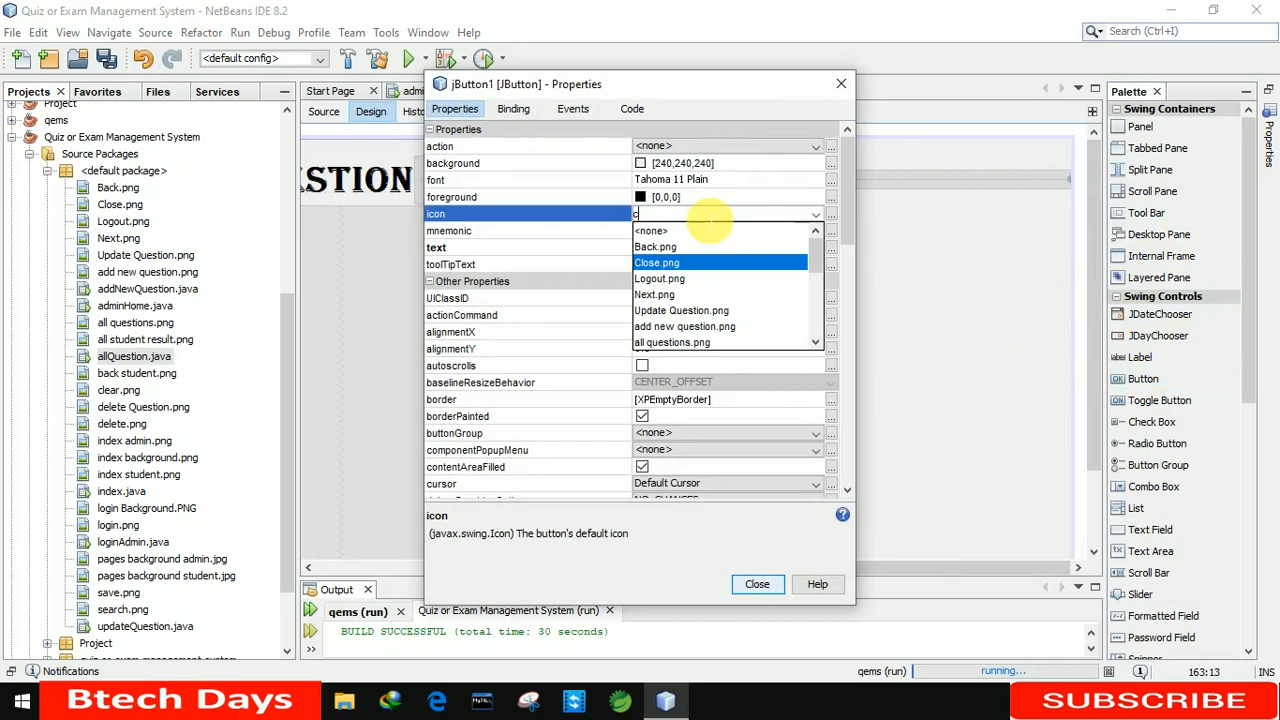 Quiz or Exam Management System - NetBeans IDE 8.2
File Edit View Navigate Source Refactor Run Debug Profile Team Tools Window Help
Search (Ctrl+I)
<default config>
Projects
Favorites
Files
Services
Project
qems
Quiz or Exam Management System
Source Packages
<default package>
Back.png
Close.png
Logout.png
Next.png
Update Question.png
add new question.png
addNewQuestion.java
adminHome.java
all questions.png
all student result.png
allQuestion.java
back student.png
clear.png
delete Question.png
delete.png
index admin.png
index background.png
index student.png
index.java
login Background.PNG
login.png
loginAdmin.java
pages background admin.jpg
pages background student.jpg
save.png
search.png
updateQuestion.java
Project
quiz or exam management system
Start Page
Source
Design
STION
jButton1 [JButton] - Properties
Properties
Binding
Events
Code
Properties
action <none>
background [240,240,240]
font Tahoma 11 Plain
foreground [0,0,0]
icon c
mnemonic
text
toolTipText
<none>
Back.png
Close.png
Logout.png
Next.png
Update Question.png
add new question.png
all questions.png
Other Properties
UIClassID
actionCommand
alignmentX
alignmentY
autoscrolls
baselineResizeBehavior CENTER_OFFSET
border [XPEmptyBorder]
borderPainted
buttonGroup <none>
componentPopupMenu <none>
contentAreaFilled
cursor Default Cursor
icon
(javax.swing.Icon) The button's default icon
Close
Help
Palette
Swing Containers
Panel
Tabbed Pane
Split Pane
Scroll Pane
Tool Bar
Desktop Pane
Internal Frame
Layered Pane
Swing Controls
JDateChooser
JDayChooser
Label
Button
Toggle Button
Check Box
Radio Button
Button Group
Combo Box
List
Text Field
Text Area
Scroll Bar
Slider
Formatted Field
Password Field
Spinner
Properties
Output
qems (run)
Quiz or Exam Management System (run)
BUILD SUCCESSFUL (total time: 30 seconds)
Notifications
qems (run)
running...
163:13
INS
Btech Days
SUBSCRIBE